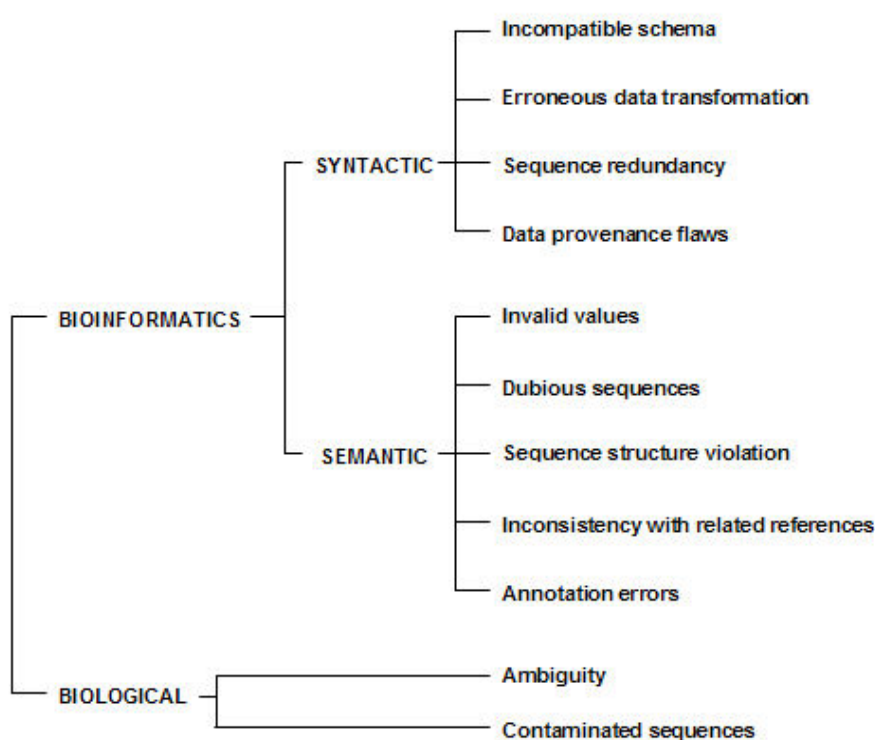 Incompatible schema
Erroneous data transformation
SYNTACTIC
Sequence redundancy
Data provenance flaws
BIOINFORMATICS
Invalid values
Dubious sequences
SEMANTIC
Sequence structure violation
Inconsistency with related references
Annotation errors
Ambiguity
BIOLOGICAL
Contaminated sequences